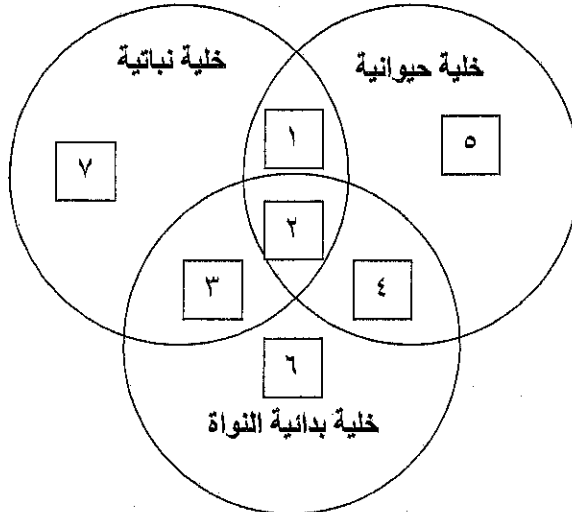 خلية حيوانية
خلية نباتية
١
٥
٧
٢
٣
٤
٦
خلية بدائية النواة